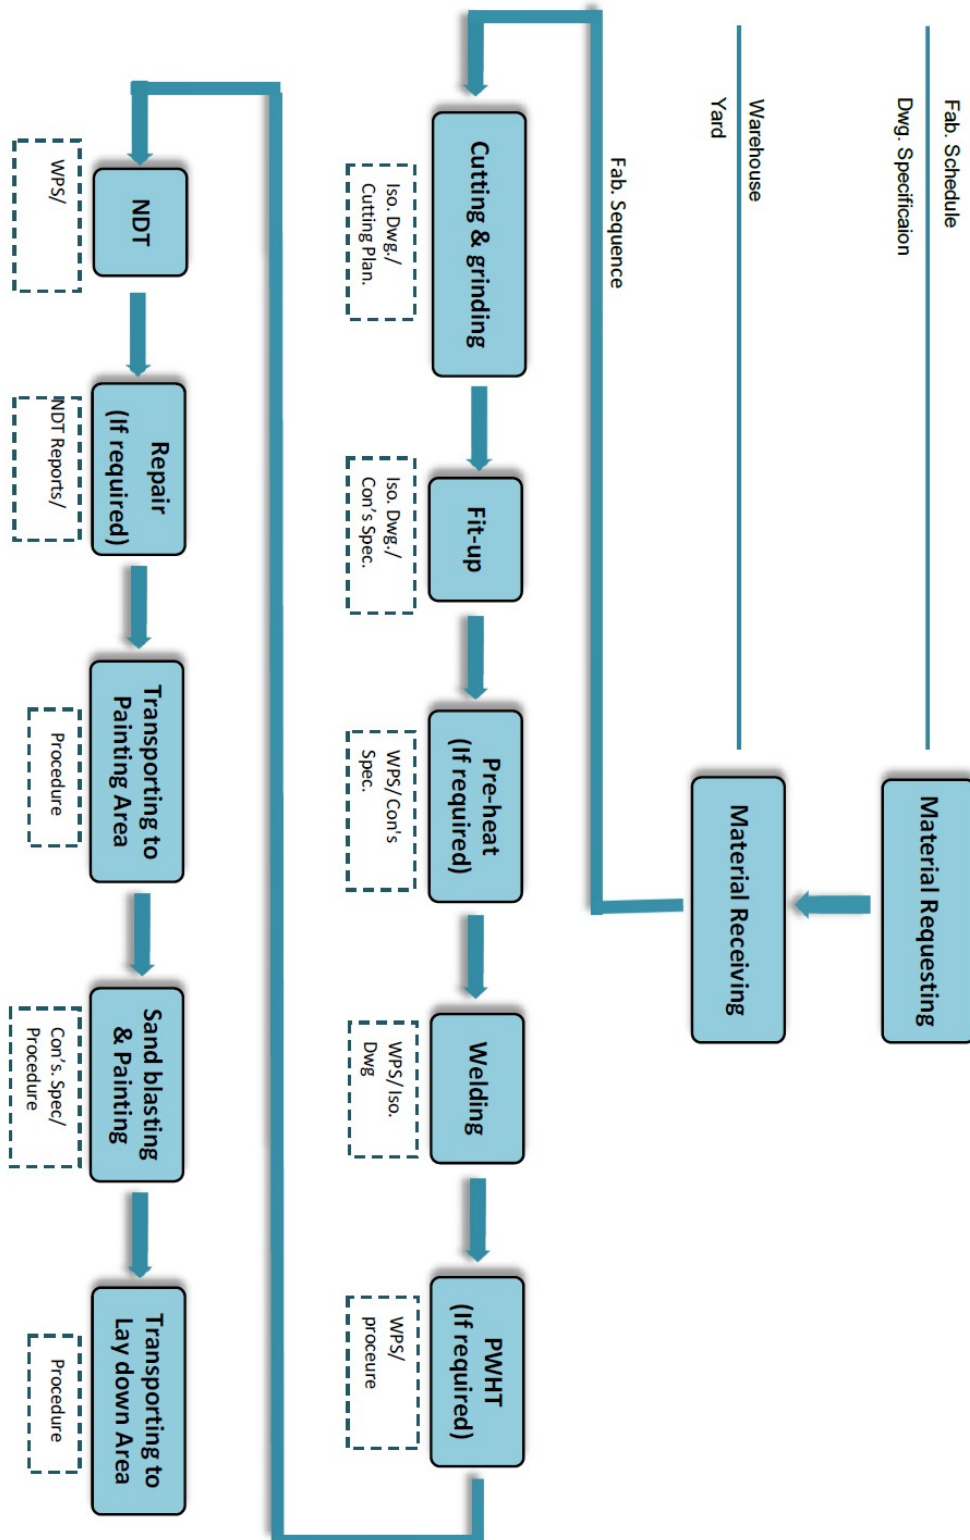 Fab. Schedule
Dwg. Specificaion
Material Requesting
Warehouse
Yard
Material Receiving
Fab. Sequence
Cutting & grinding
Iso. Dwg./
Cutting Plan.
Fit-up
Iso. Dwg./
Con's Spec.
Pre-heat
(If required)
WPS/ Con's
Spec.
Welding
WPS/ Iso.
Dwg
PWHT
(If required)
WPS/
proceure
NDT
WPS/
Repair
(If required)
NDT Reports/
Transporting to
Painting Area
Procedure
Sand blasting
& Painting
Con's. Spec/
Procedure
Transporting to
Lay down Area
Procedure